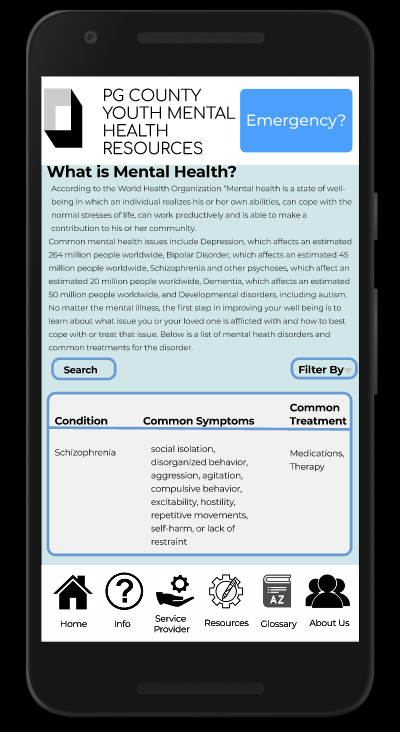 PG COUNTY
YOUTH MENTAL
HEALTH
RESOURCES
Emergency?
What is Mental Health?
According to the World Health Organization "Mental health is a state of well-
being in which an individual realizes his or her own abilities, can cope with the
normal stresses of life, can work productively and is able to make a
contribution to his or her community.
Common mental health issues include Depression, which affects an estimated
264 million people worldwide, Bipolar Disorder, which affects an estimated 45
million people worldwide, Schizophrenia and other psychoses, which affect an
estimated 20 million people worldwide, Dementia, which affects an estimated
50 million people worldwide, and Developmental disorders, including autism.
No matter the mental illness, the first step in improving your well being is to
learn about what issue you or your loved one is afflicted with and how to best
cope with or treat that issue. Below is a list of mental heath disorders and
common treatments for the disorder.
Search
Filter By
Condition
Common Symptoms
Common
Treatment
Schizophrenia
social isolation,
disorganized behavior,
aggression, agitation,
compulsive behavior,
excitability, hostility,
repetitive movements,
self-harm, or lack of
restraint
Medications,
Therapy
AZ
Home
Info
Service
Provider
Resources
Glossary
About Us